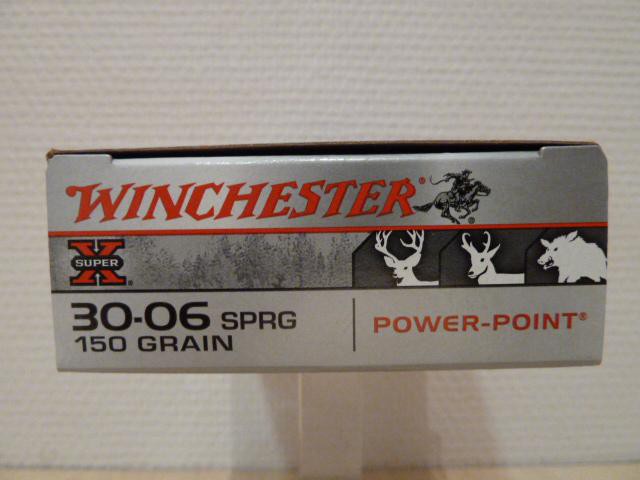 WINCHESTER®
SUPER X®
30-06 SPRG
150 GRAIN
POWER-POINT®